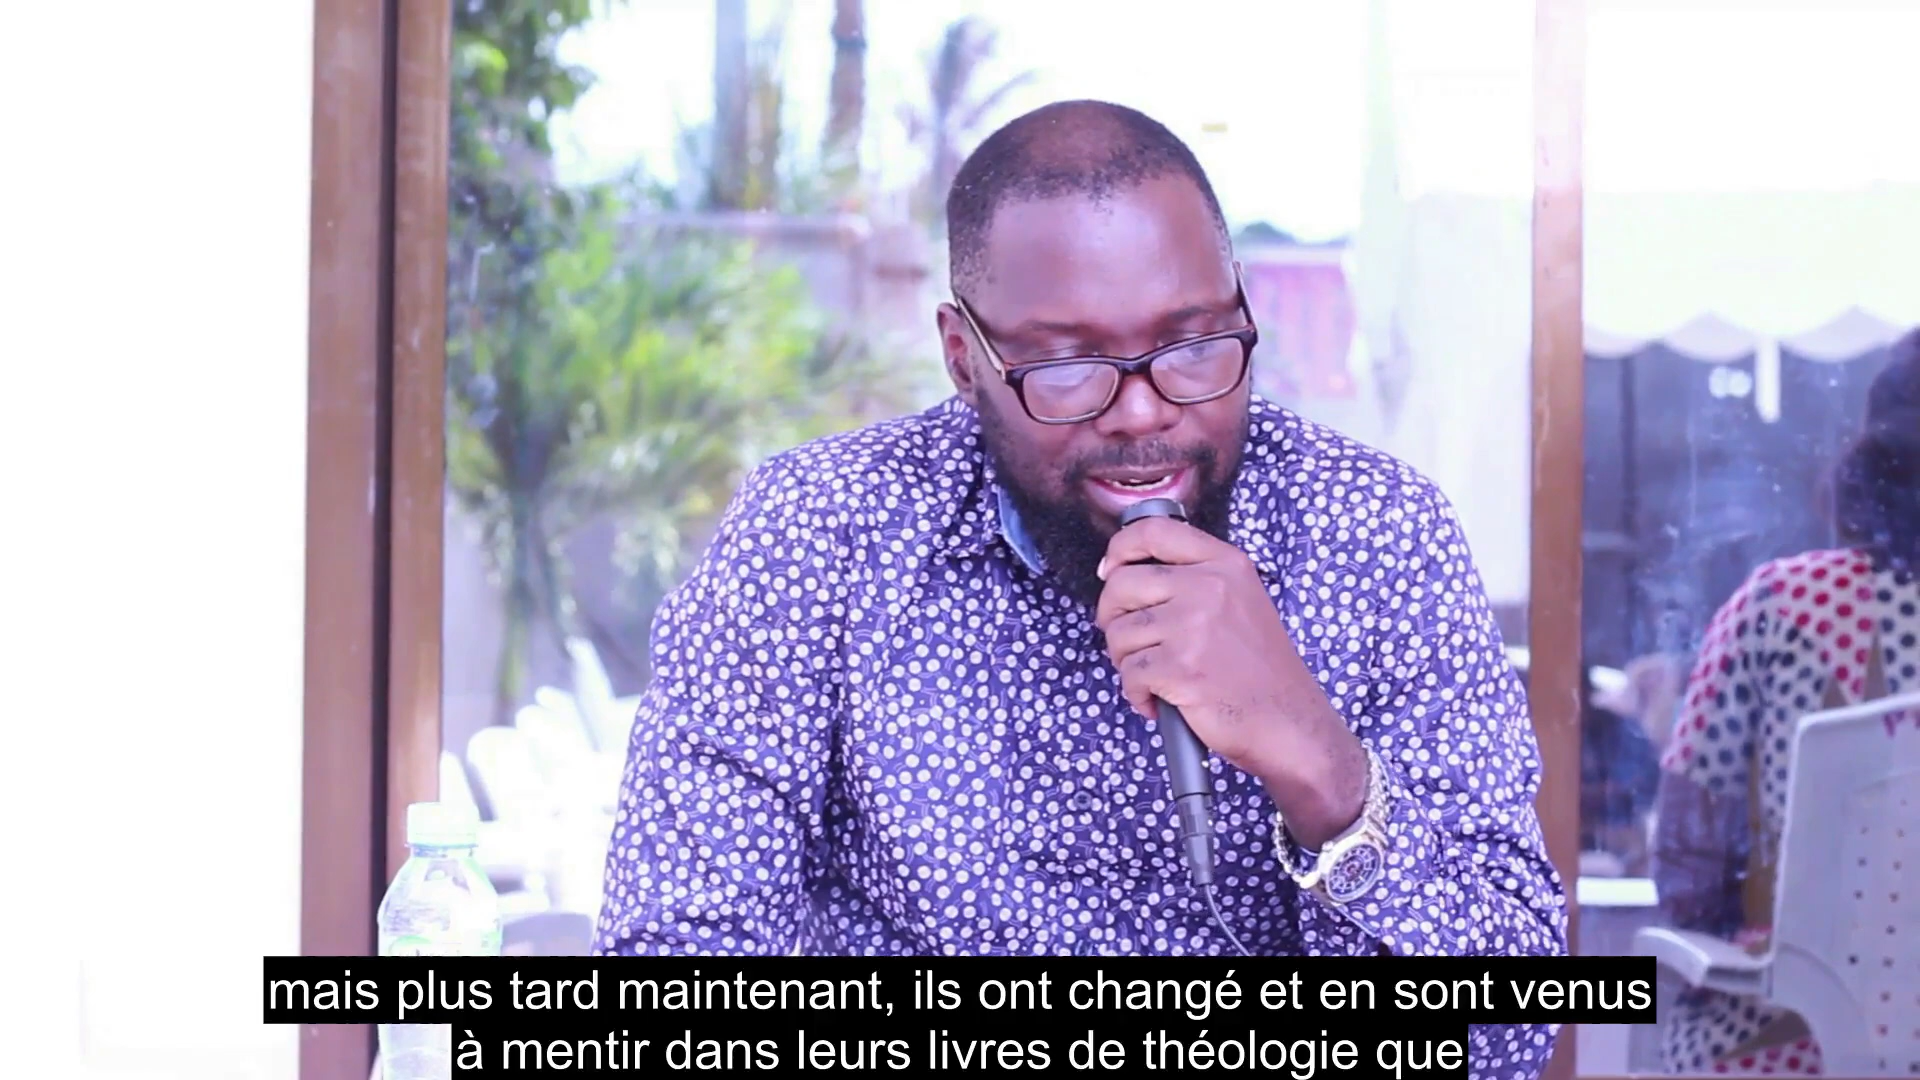 mais plus tard maintenant, ils ont changé et en sont venus
à mentir dans leurs livres de théologie que